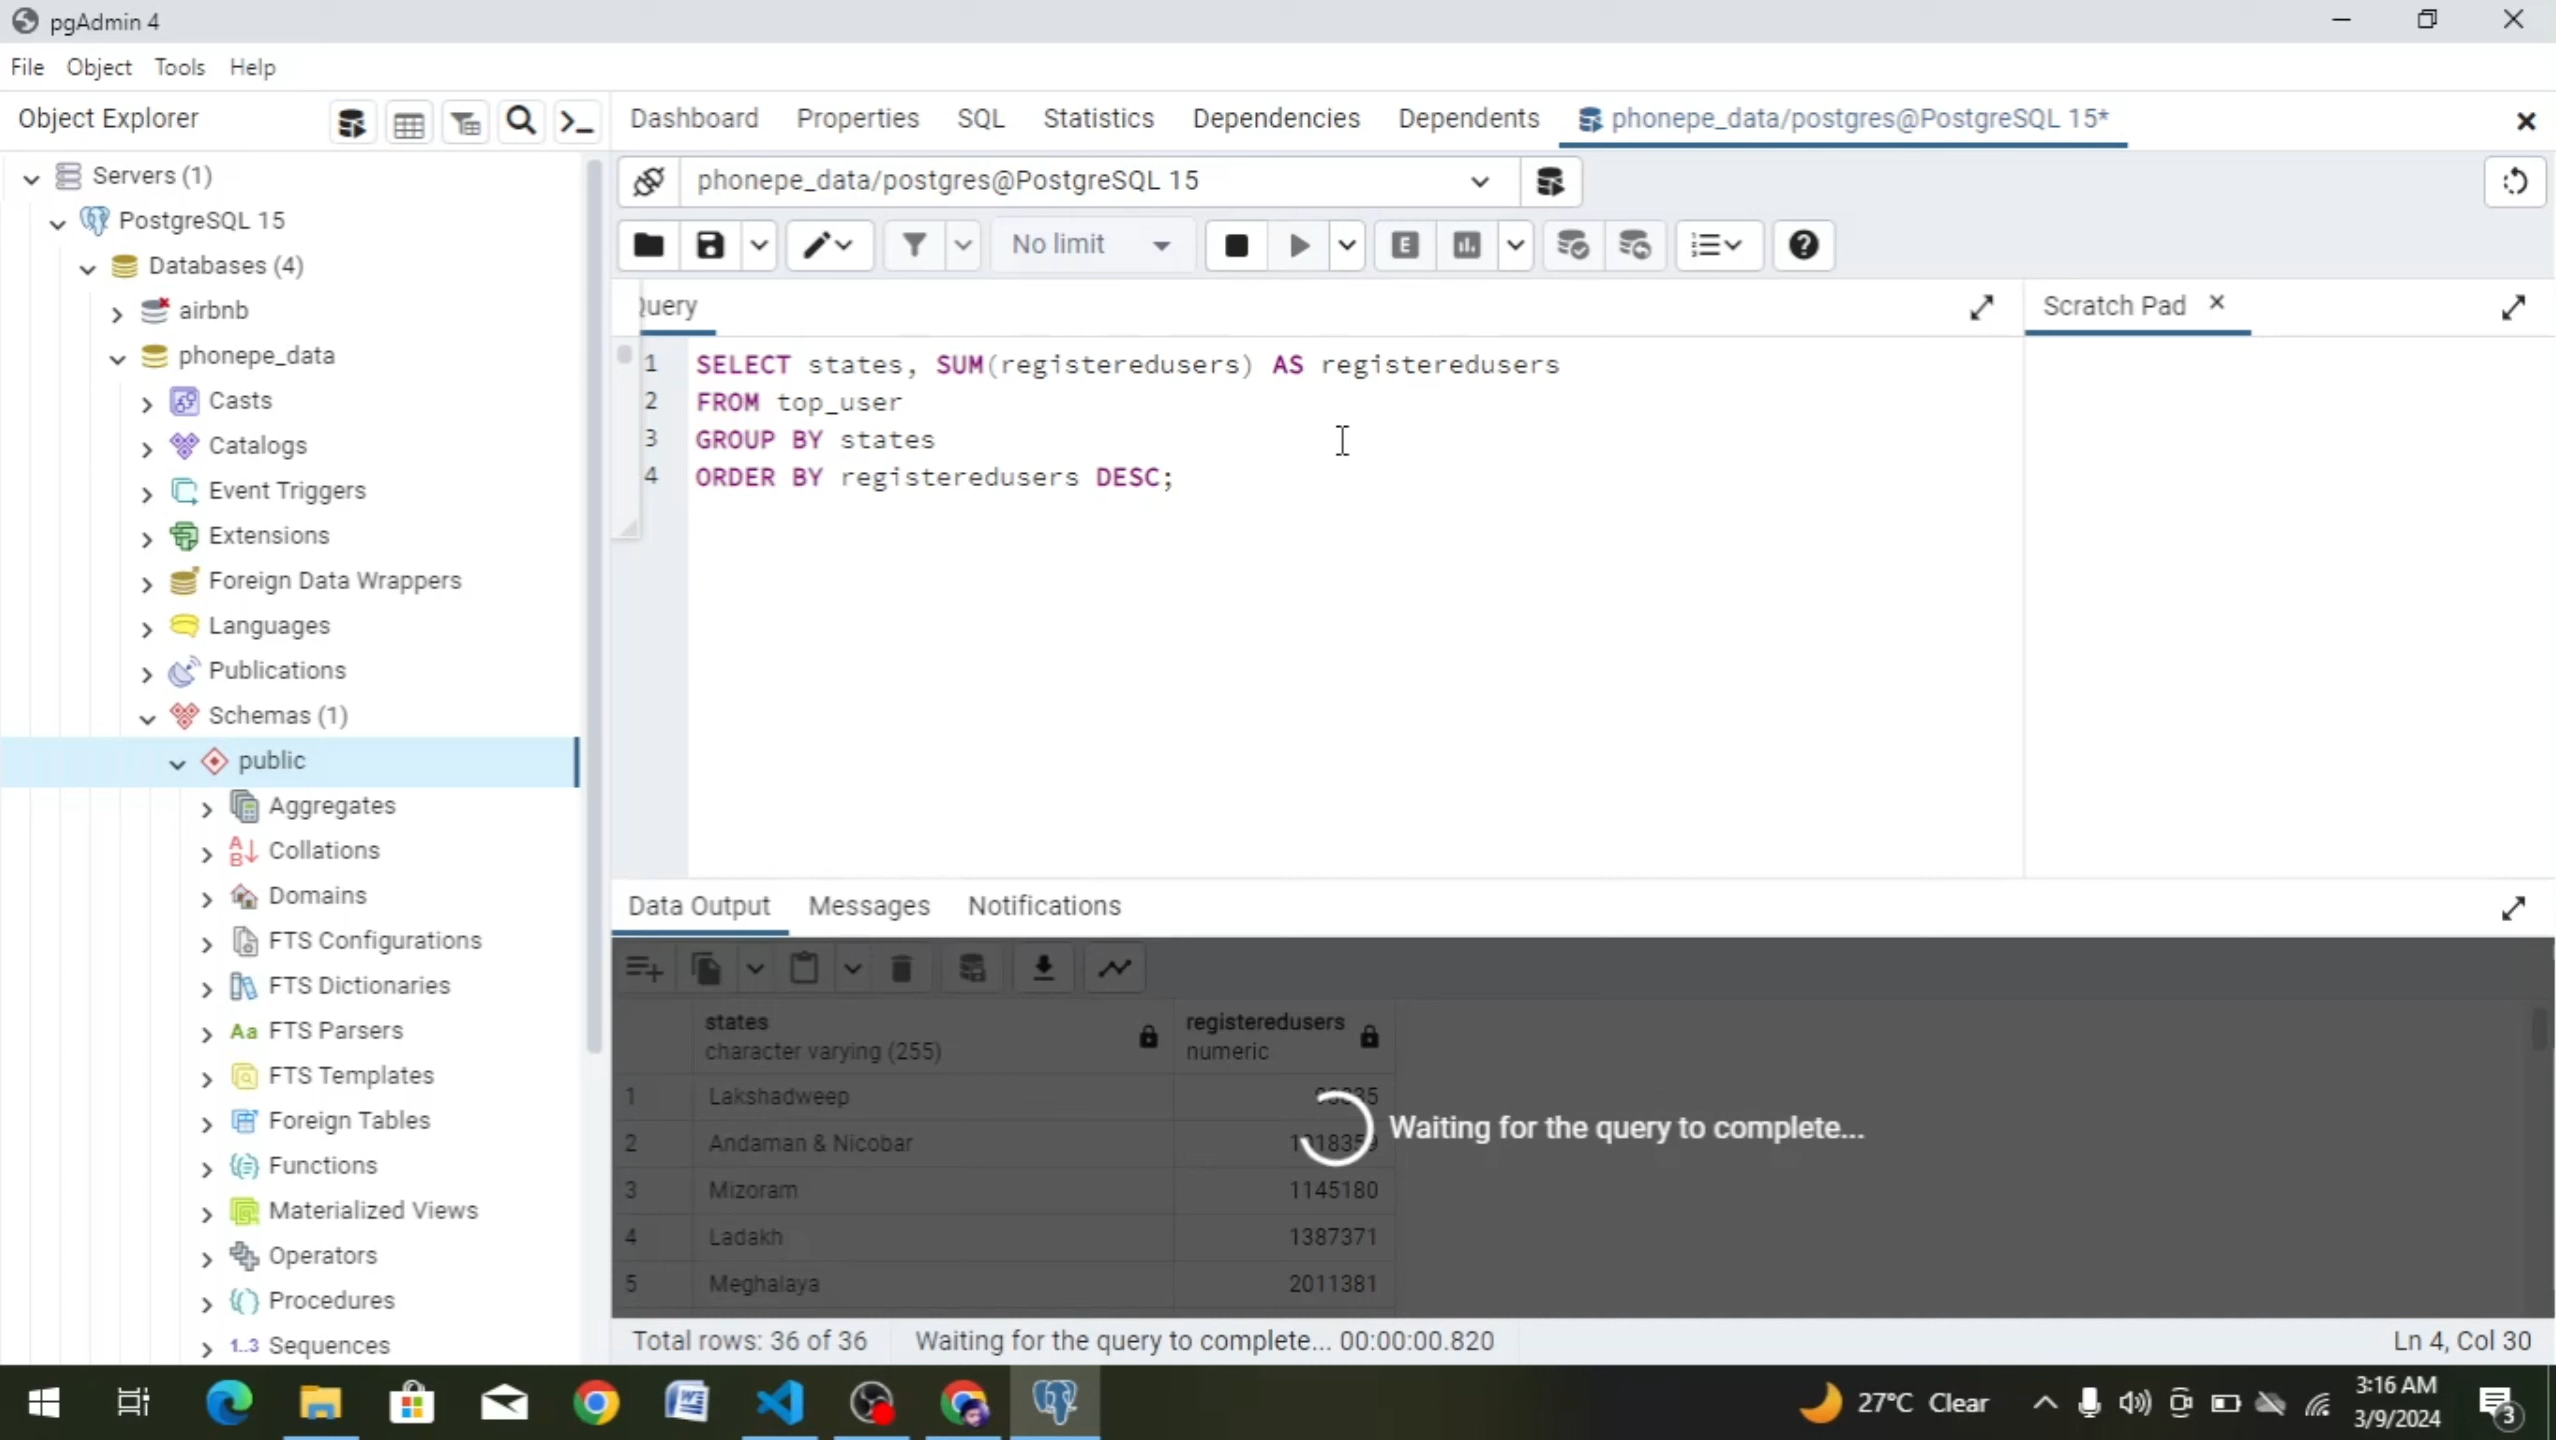 pgAdmin 4
File Object Tools Help
Object Explorer
Dashboard Properties SQL Statistics Dependencies Dependents phonepe_data/postgres@PostgreSQL 15*
phonepe_data/postgres@PostgreSQL 15
No limit
Scratch Pad
1 SELECT states, SUM(registeredusers) AS registeredusers
2 FROM top_user
3 GROUP BY states
4 ORDER BY registeredusers DESC;
Servers (1)
PostgreSQL 15
Databases (4)
airbnb
phonepe_data
Casts
Catalogs
Event Triggers
Extensions
Foreign Data Wrappers
Languages
Publications
Schemas (1)
public
Aggregates
Collations
Domains
FTS Configurations
FTS Dictionaries
FTS Parsers
FTS Templates
Foreign Tables
Functions
Materialized Views
Operators
Procedures
1..3 Sequences
Data Output Messages Notifications
states registeredusers
character varying (255) numeric
1 Lakshadweep
2 Andaman & Nicobar
3 Mizoram 1145180
4 Ladakh 1387371
5 Meghalaya 2011381
Waiting for the query to complete...
Total rows: 36 of 36 Waiting for the query to complete... 00:00:00.820 Ln 4, Col 30
27°C Clear
3:16 AM
3/9/2024
3